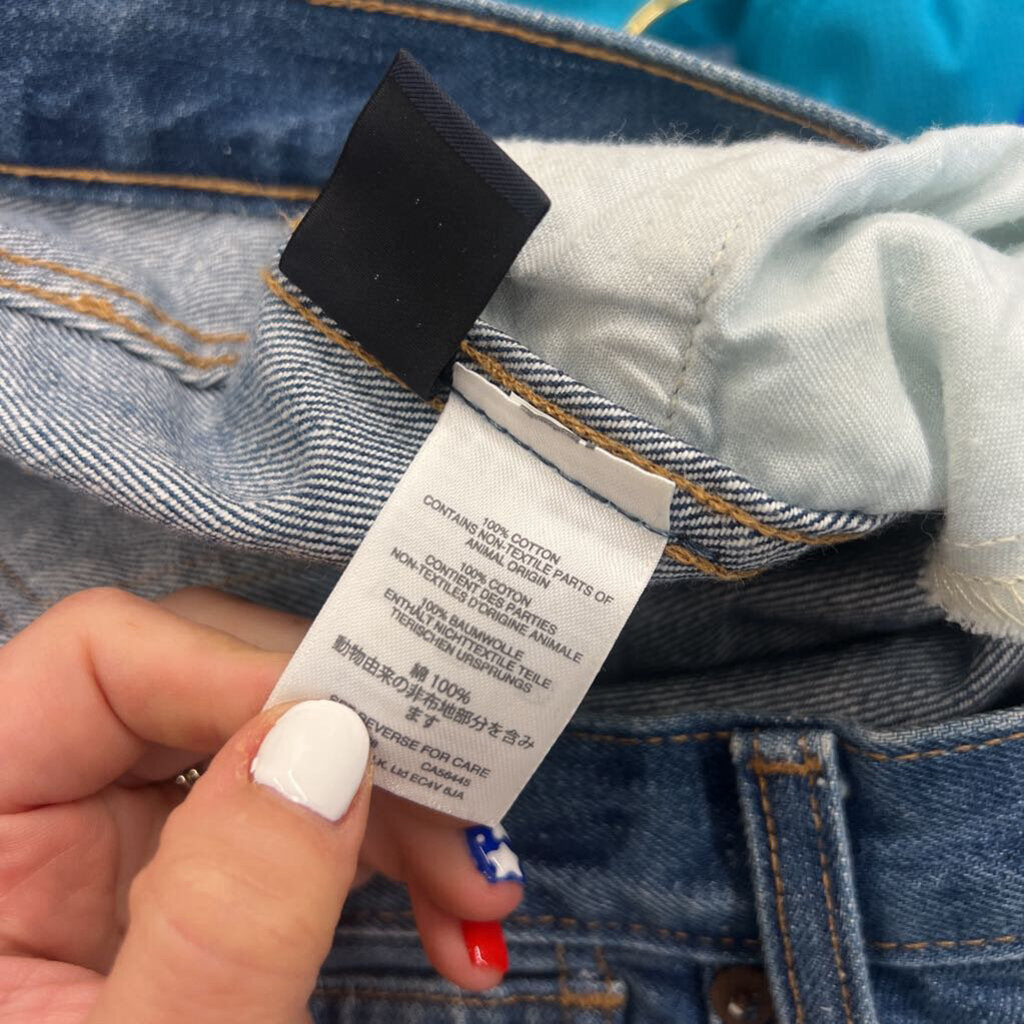 100% COTTON
CONTAINS NON-TEXTILE PARTS OF
ANIMAL ORIGIN
100% COTON
CONTIENT DES PARTIES
NON-TEXTILES D'ORIGINE ANIMALE
100% BAUMWOLLE
ENTHÄLT NICHTTEXTILE TEILE
TIERISCHEN URSPRUNGS
綿 100%
動物由来の非布地部分を含み
ます
SEE REVERSE FOR CARE
CA56445
U.K. Ltd EC4V 6JA